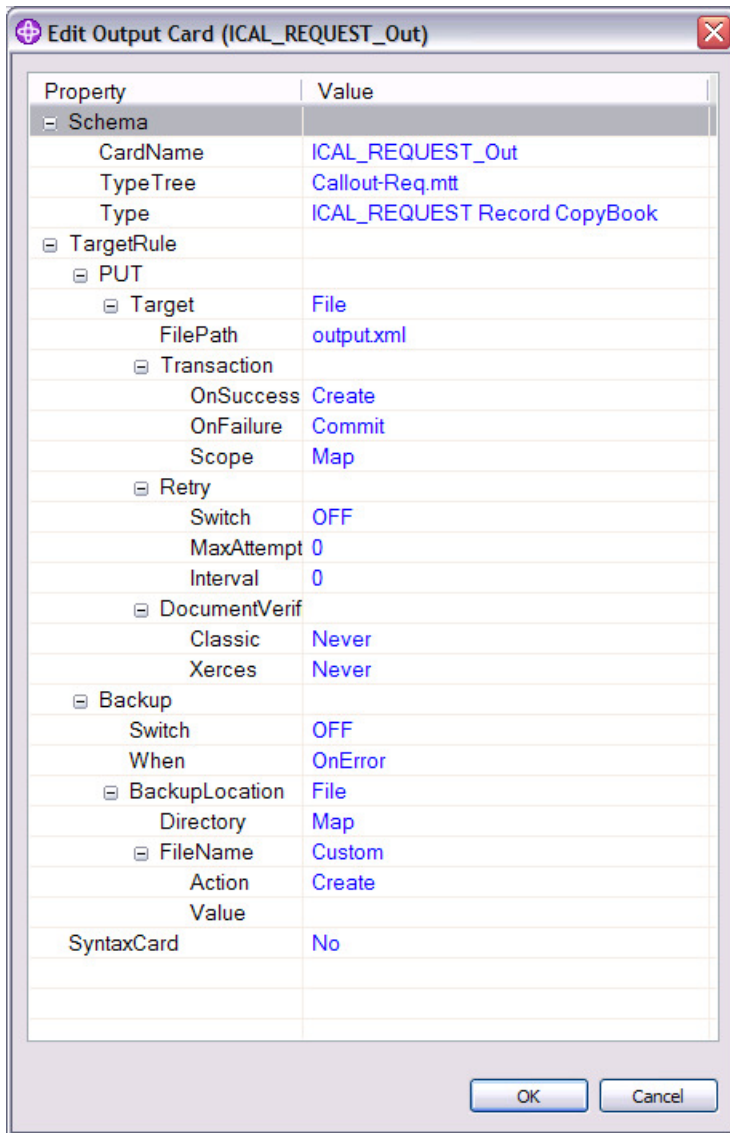 Edit Output Card (ICAL_REQUEST_Out)
Property Value
Schema
CardName ICAL_REQUEST_Out
TypeTree Callout-Req.mtt
Type ICAL_REQUEST Record CopyBook
TargetRule
PUT
Target File
FilePath output.xml
Transaction
OnSuccess Create
OnFailure Commit
Scope Map
Retry
Switch OFF
MaxAttempt 0
Interval 0
DocumentVerif
Classic Never
Xerces Never
Backup
Switch OFF
When OnError
BackupLocation File
Directory Map
FileName Custom
Action Create
Value
SyntaxCard No
OK Cancel